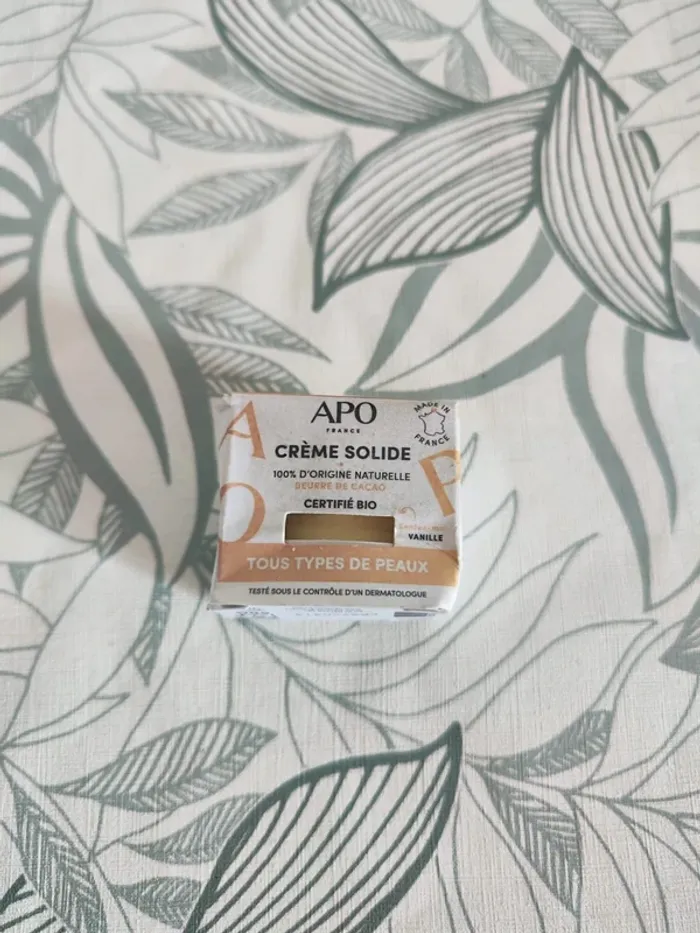 APO
FRANCE
MADE IN
FRANCE
CRÈME SOLIDE
100% D'ORIGINE NATURELLE
BEURRE DE CACAO
CERTIFIÉ BIO
VANILLE
TOUS TYPES DE PEAUX
TESTÉ SOUS LE CONTRÔLE D'UN DERMATOLOGUE
A
P
O